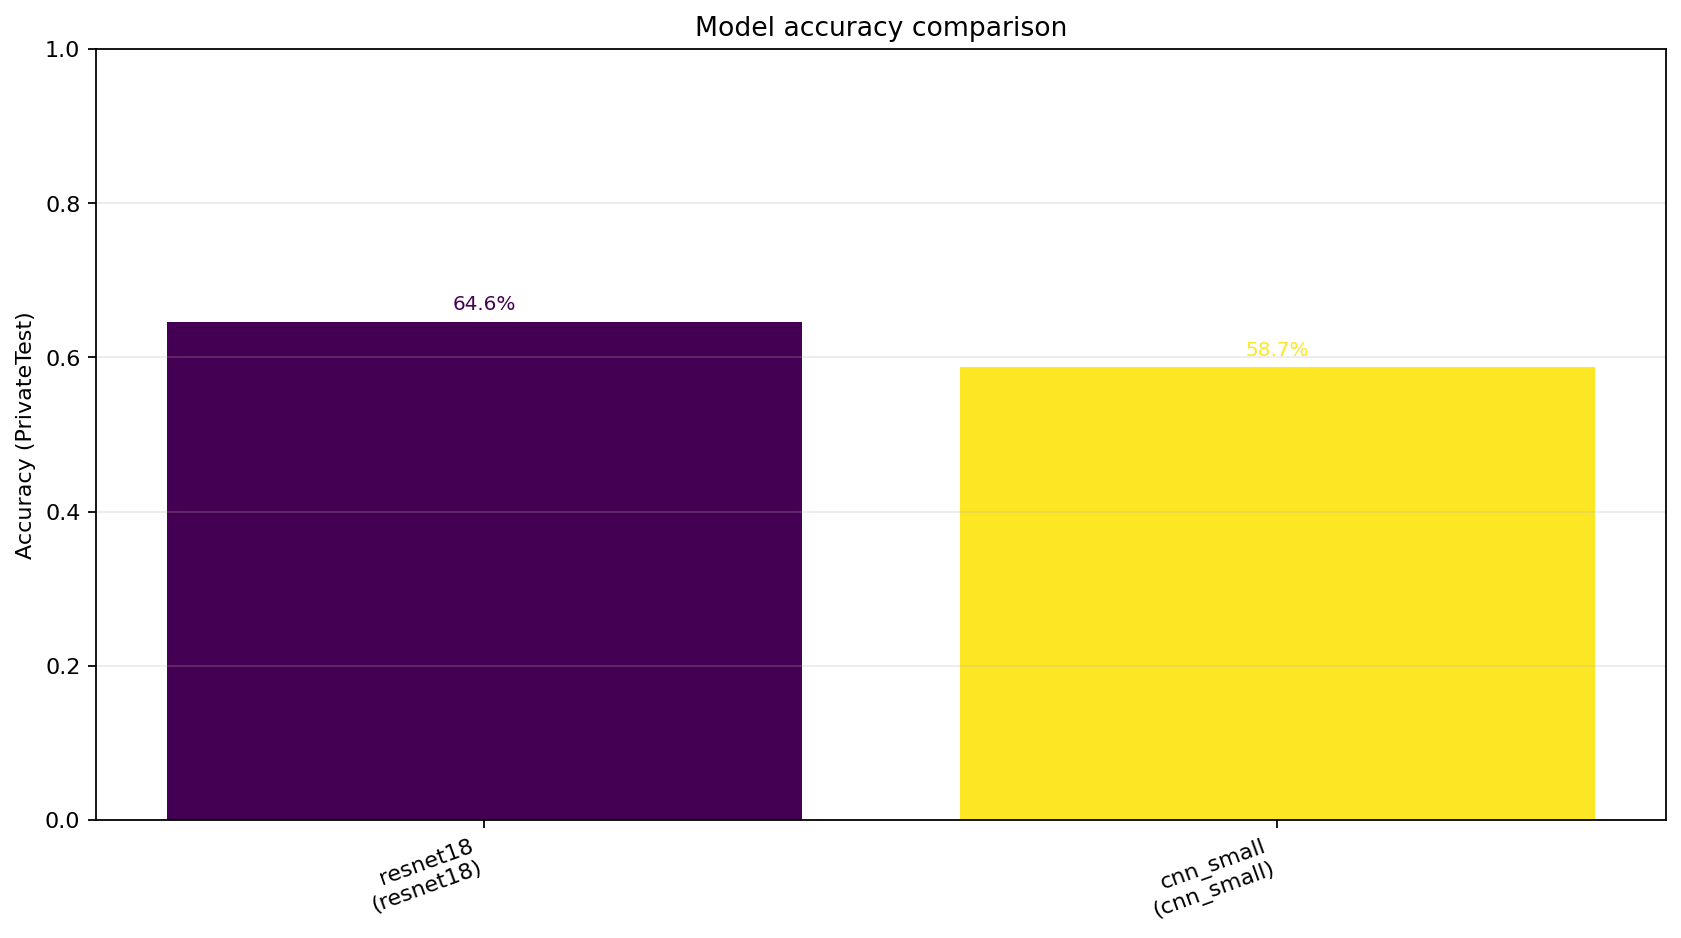 Model accuracy comparison
Accuracy (PrivateTest)
1.0
0.8
0.6
0.4
0.2
0.0
64.6%
58.7%
resnet18
(resnet18)
cnn_small
(cnn_small)